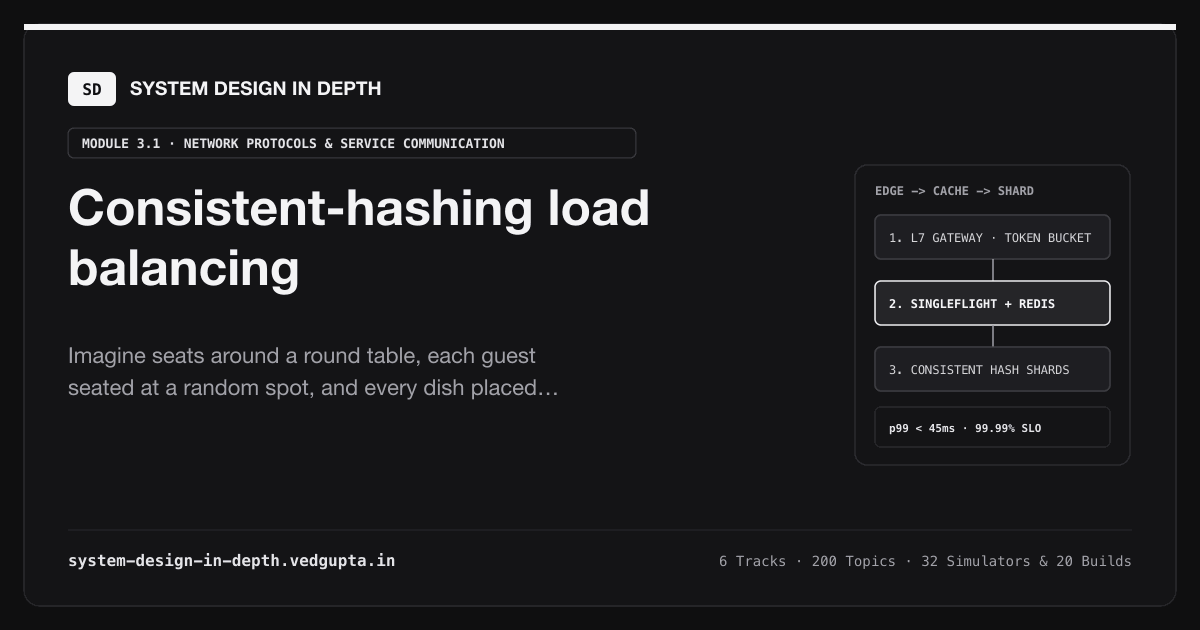 SD
SYSTEM DESIGN IN DEPTH
MODULE 3.1 · NETWORK PROTOCOLS & SERVICE COMMUNICATION
Consistent-hashing load
balancing
Imagine seats around a round table, each guest
seated at a random spot, and every dish placed…
EDGE —> CACHE —> SHARD
1. L7 GATEWAY · TOKEN BUCKET
2. SINGLEFLIGHT + REDIS
3. CONSISTENT HASH SHARDS
p99 < 45ms · 99.99% SLO
system-design-in-depth.vedgupta.in
6 Tracks · 200 Topics · 32 Simulators & 20 Builds